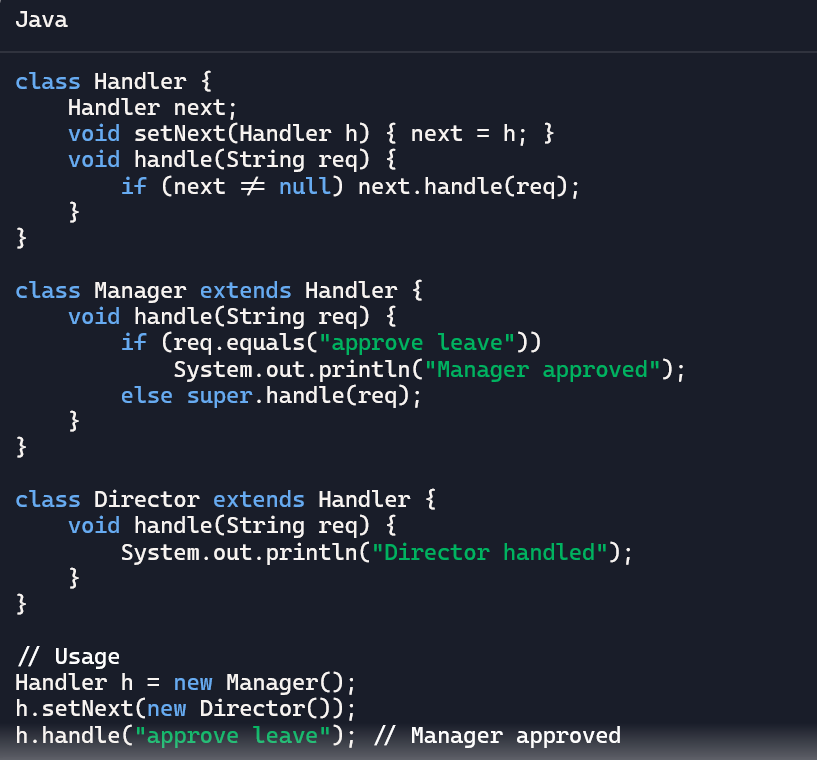 Java
class Handler {
    Handler next;
    void setNext(Handler h) { next = h; }
    void handle(String req) {
        if (next != null) next.handle(req);
    }
}

class Manager extends Handler {
    void handle(String req) {
        if (req.equals("approve leave"))
            System.out.println("Manager approved");
        else super.handle(req);
    }
}

class Director extends Handler {
    void handle(String req) {
        System.out.println("Director handled");
    }
}

// Usage
Handler h = new Manager();
h.setNext(new Director());
h.handle("approve leave"); // Manager approved